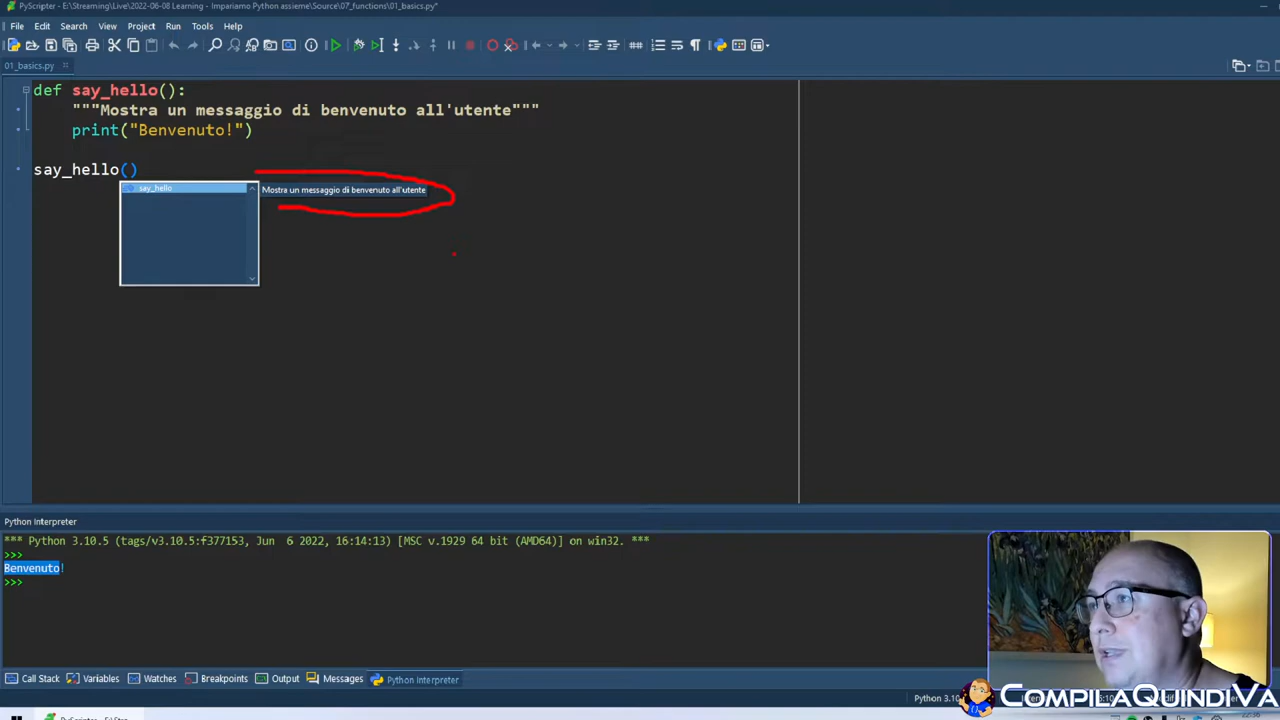 PyScripter - E:\Streaming\Live\2022-06-08 Learning - Impariamo Python assieme\Source\07_functions\01_basics.py*
File Edit Search View Project Run Tools Help
01_basics.py
def say_hello():
"""Mostra un messaggio di benvenuto all'utente"""
print("Benvenuto!")
say_hello()
say_hello
Mostra un messaggio di benvenuto all'utente
Python Interpreter
*** Python 3.10.5 (tags/v3.10.5:f377153, Jun 6 2022, 16:14:13) [MSC v.1929 64 bit (AMD64)] on win32. ***
>>>
Benvenuto!
>>>
Call Stack Variables Watches Breakpoints Output Messages Python Interpreter
Python 3.10
COMPILAQUINDIVA